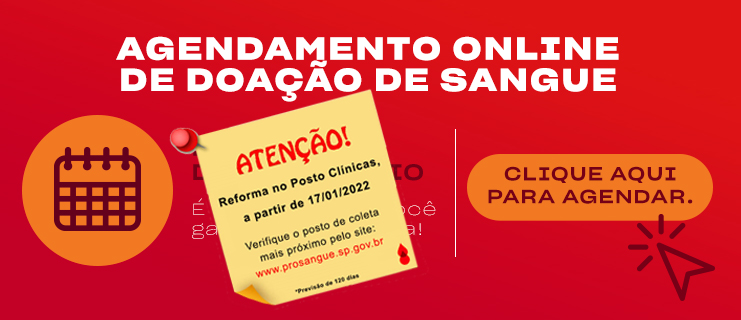 AGENDAMENTO ONLINE
DE DOAÇÃO DE SANGUE
ATENÇÃO!
Reforma no Posto Clínicas,
a partir de 17/01/2022
Verifique o posto de coleta
mais próximo pelo site:
www.prosangue.sp.gov.br
*Previsão de 120 dias
CLIQUE AQUI
PARA AGENDAR.